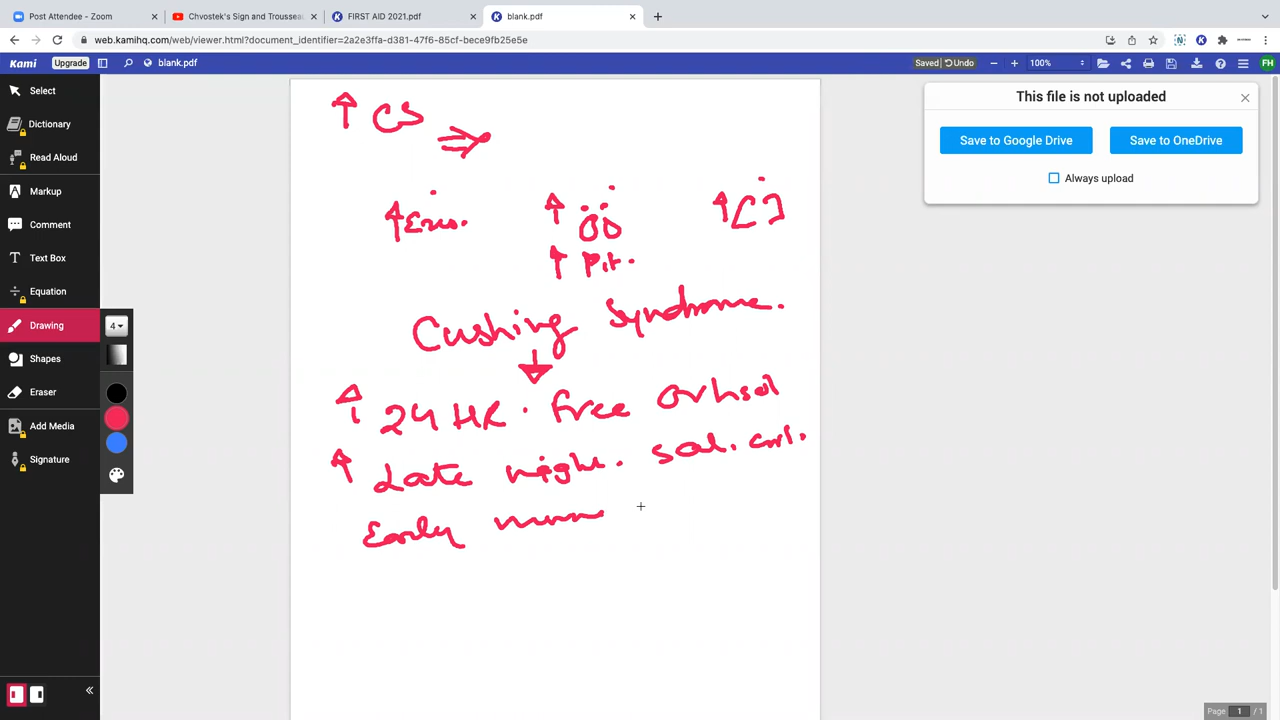 Post Attendee - Zoom
Chvostek's Sign and Trousseau
FIRST AID 2021.pdf
blank.pdf
web.kamihq.com/web/viewer.html?document_identifier=2a2e3ffa-d381-47f6-85cf-bece9fb25e5e
Kami Upgrade blank.pdf Saved Undo 100% FH
Select
Dictionary
Read Aloud
Markup
Comment
Text Box
Equation
Drawing
Shapes
Eraser
Add Media
Signature
4
This file is not uploaded
Save to Google Drive Save to OneDrive
Always upload
↑ CS ⇒
↑ ↑ ↑ [ ]
↑ Pit.
Cushing Syndrome.
↓
↑ 24 HR. free
↑ Late night. sal. cort.
Early
Page 1 / 1